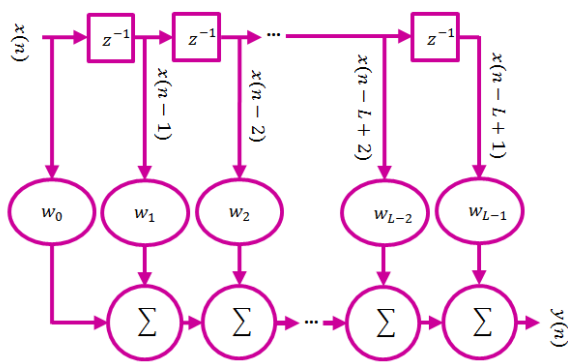 x(n)
z⁻¹
z⁻¹
...
z⁻¹
x(n−1)
x(n−2)
x(n−L+2)
x(n−L+1)
w₀
w₁
w₂
w_{L−2}
w_{L−1}
∑
∑
...
∑
∑
y(n)